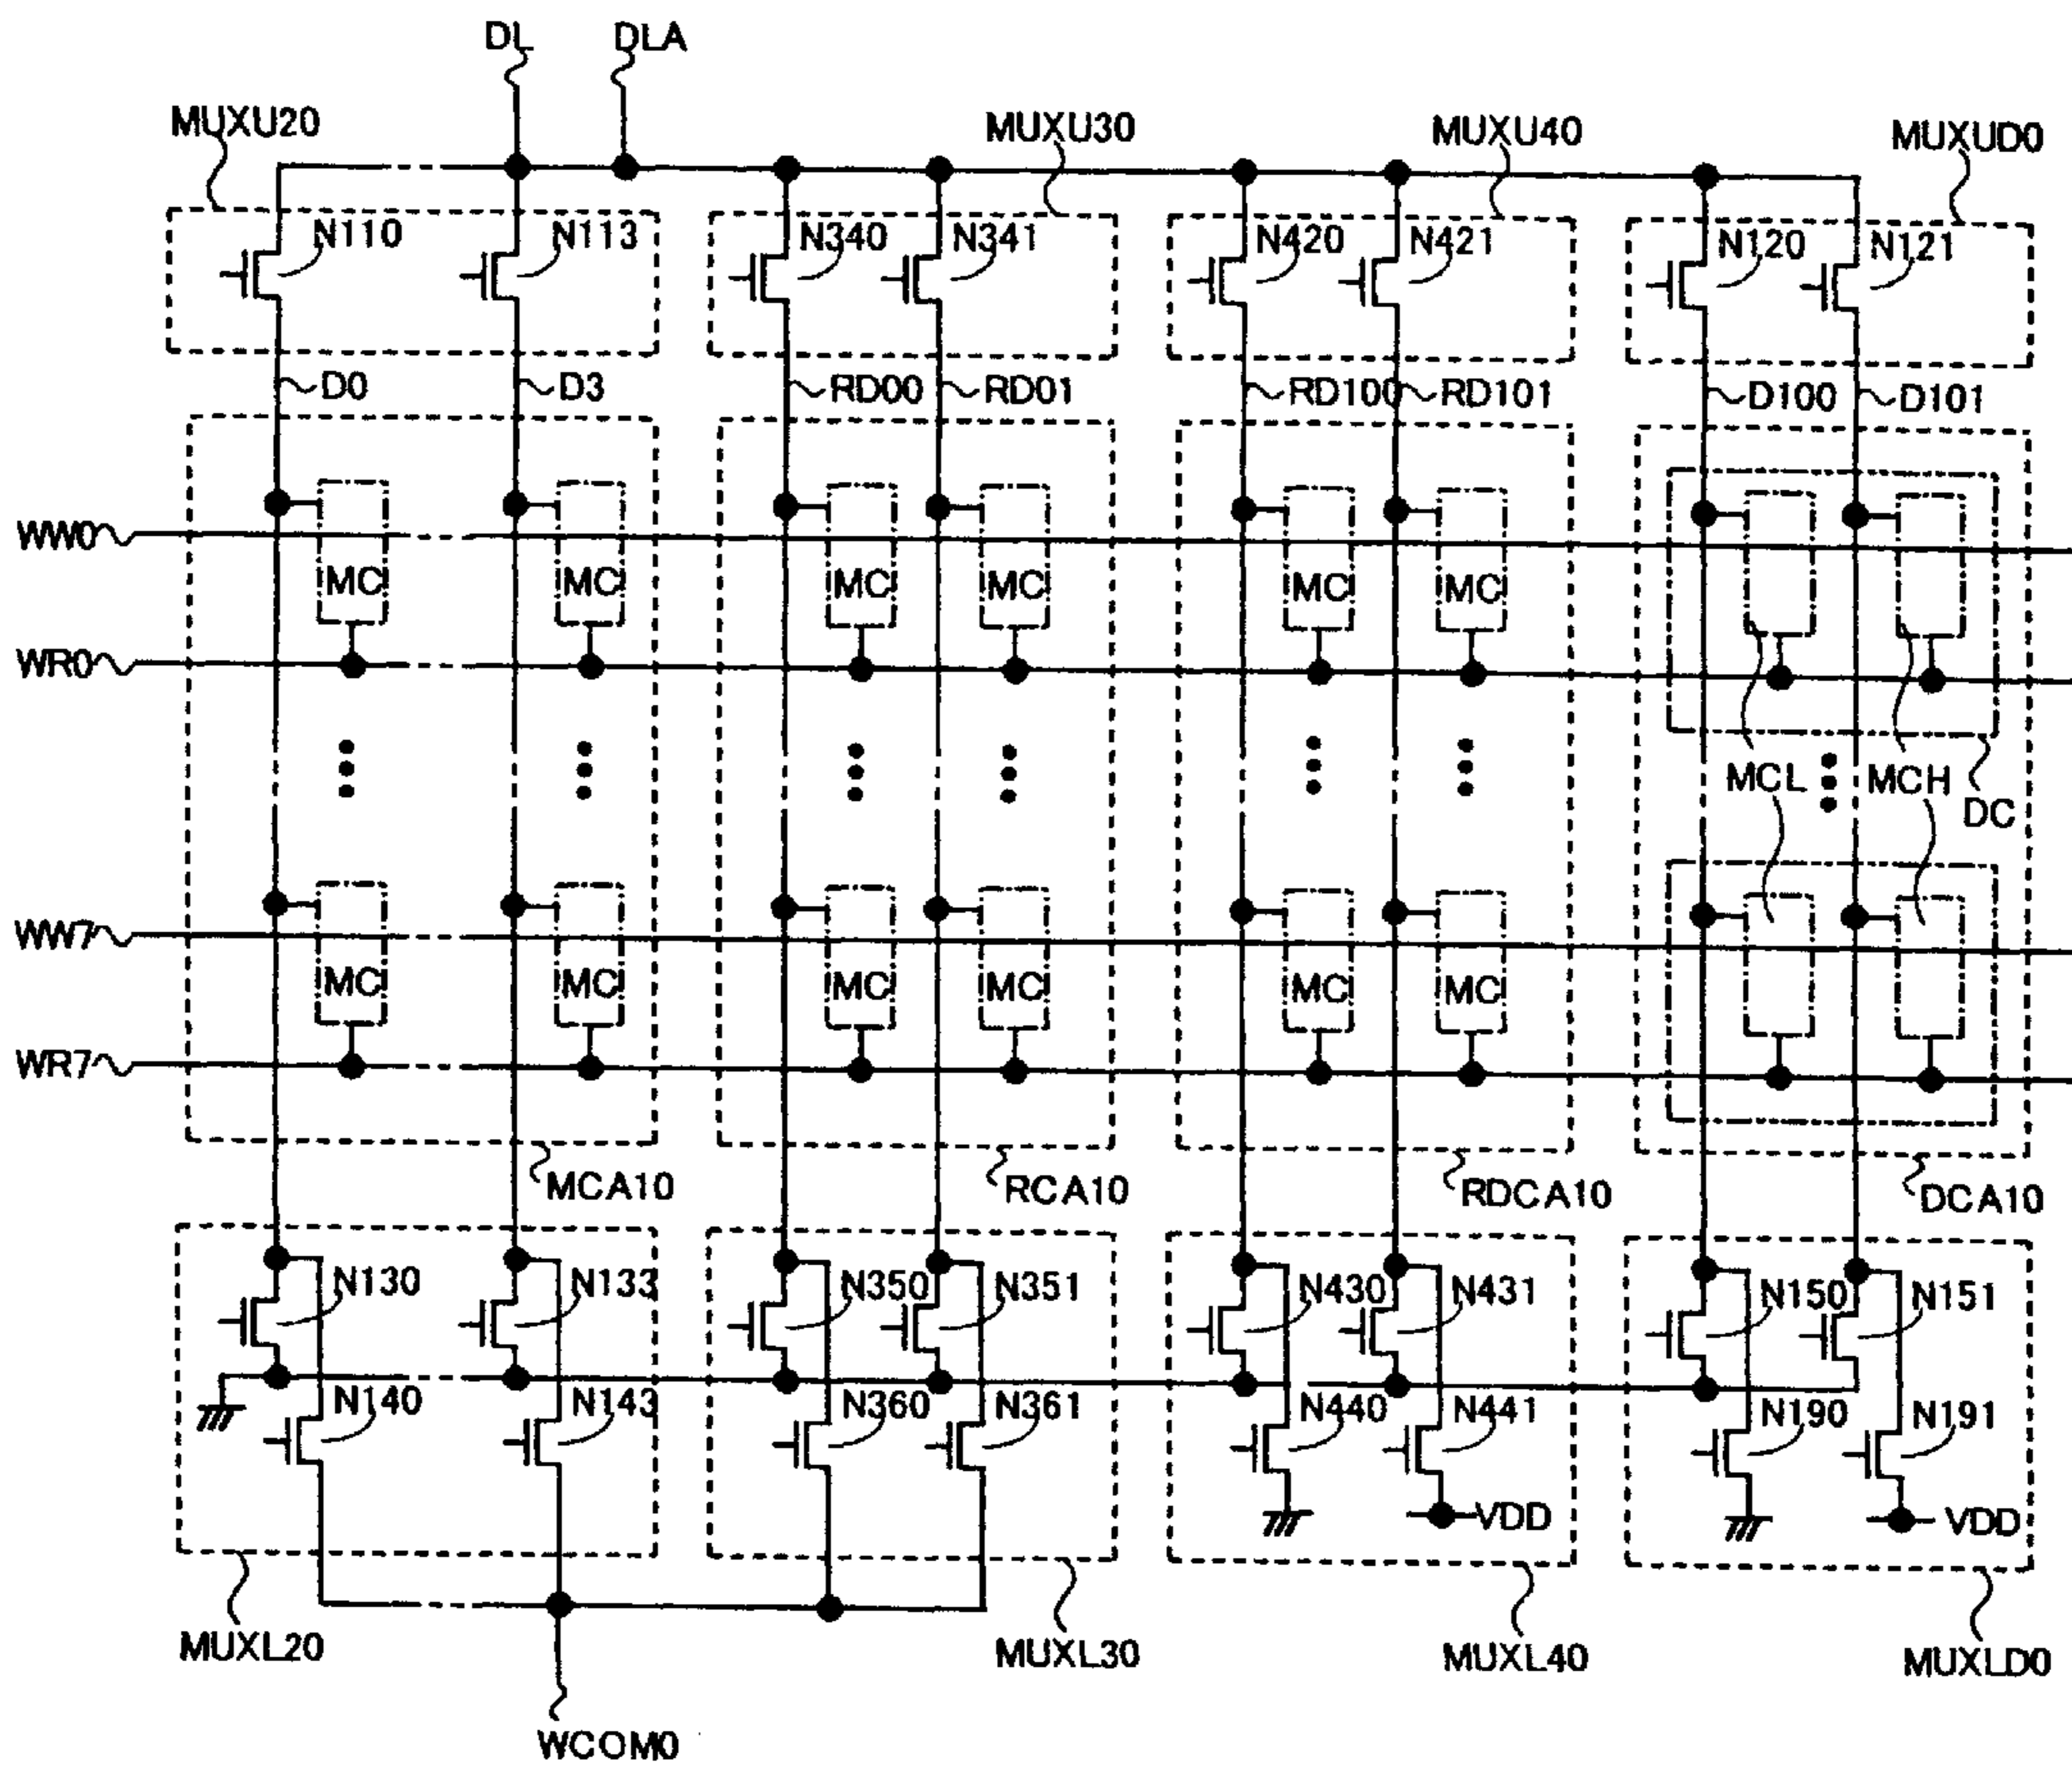 DL DLA
MUXU20 MUXU30 MUXU40 MUXUD0
N110 N113 N340 N341 N420 N421 N120 N121
D0 D3 RD00 RD01 RD100 RD101 D100 D101
WW0
MC MC MC MC MC MC
WR0
MCL MCH DC
WW7
MC MC MC MC MC MC
WR7
MCA10 RCA10 RDCA10 DCA10
N130 N133 N350 N351 N430 N431 N150 N151
N140 N143 N360 N361 N440 N441 N190 N191
VDD VDD
MUXL20 MUXL30 MUXL40 MUXLD0
WCOM0